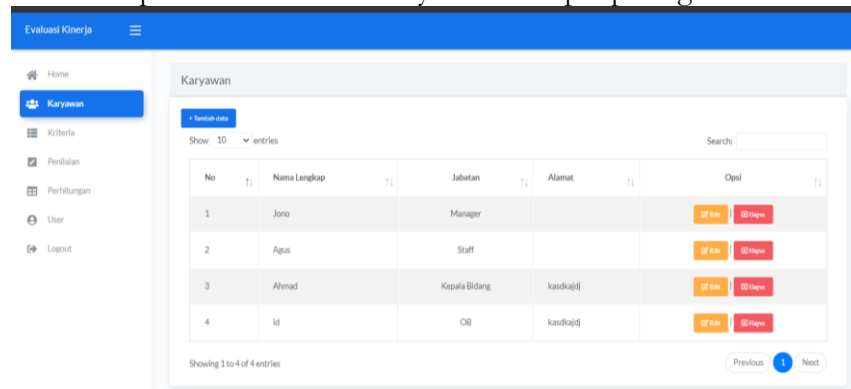 Evaluasi Kinerja
Home
Karyawan
Kriteria
Penilaian
Perhitungan
User
Logout
Karyawan
+ Tambah data
Show 10 entries
Search:
No Nama Lengkap Jabatan Alamat Opsi
1 Jono Manager Edit | Hapus
2 Agus Staff Edit | Hapus
3 Ahmad Kepala Bidang kasdkajdj Edit | Hapus
4 Id OB kasdkajdj Edit | Hapus
Showing 1 to 4 of 4 entries
Previous 1 Next